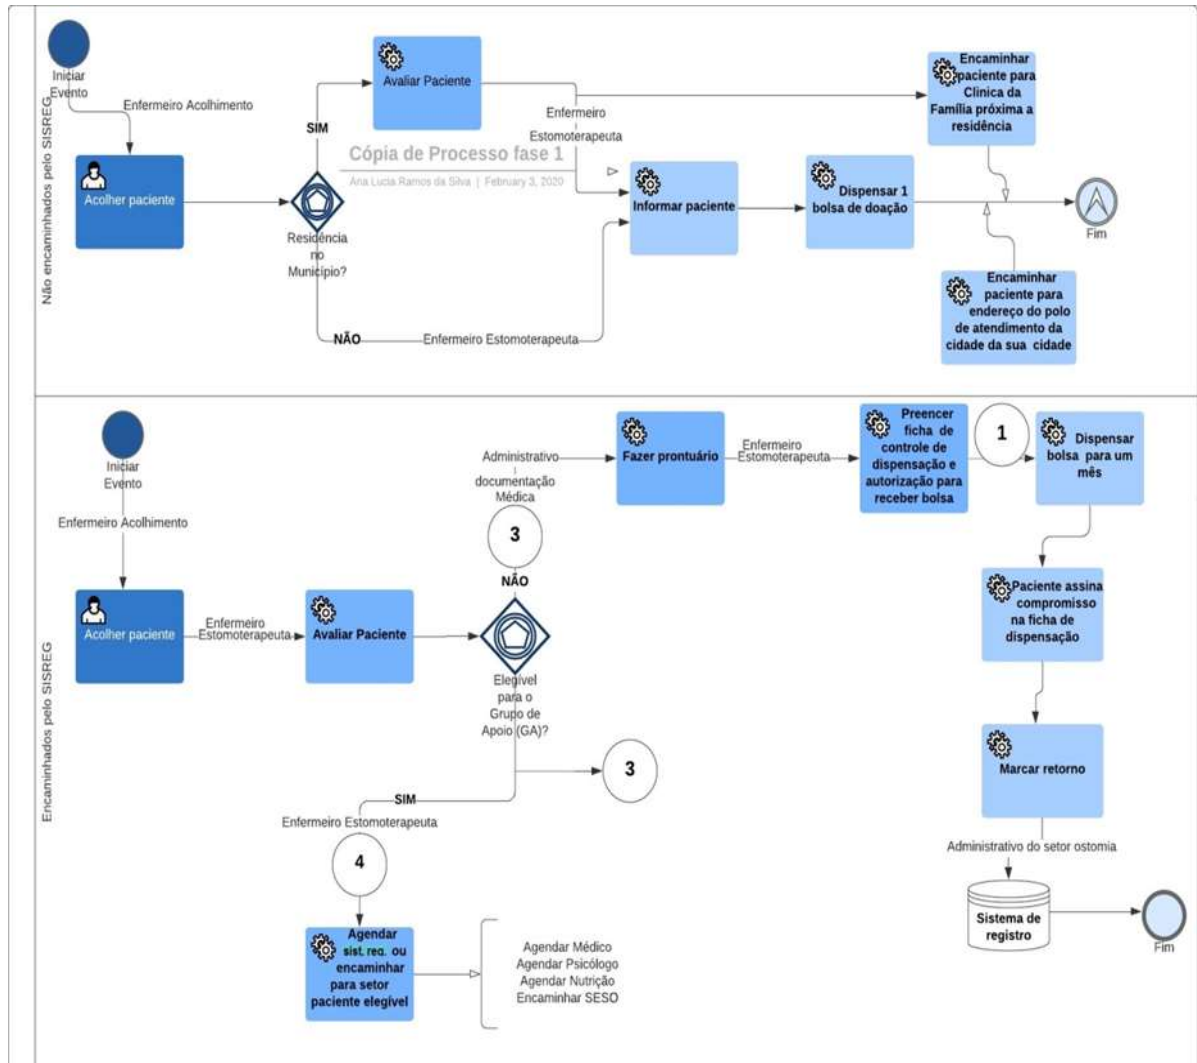 Não encaminhados pelo SISREG
Iniciar
Evento
Enfermeiro Acolhimento
Acolher paciente
SIM
Residência
no
Município?
NÃO
Enfermeiro Estomoterapeuta
Avaliar Paciente
Cópia de Processo fase 1
Ana Lucia Ramos da Silva | February 3, 2020
Enfermeiro
Estomoterapeuta
Informar paciente
Dispensar 1
bolsa de doação
Encaminhar
paciente para
Clinica da
Família próxima a
residência
Fim
Encaminhar
paciente para
endereço do polo
de atendimento da
cidade da sua cidade
Encaminhados pelo SISREG
Iniciar
Evento
Enfermeiro Acolhimento
Acolher paciente
Enfermeiro
Estomoterapeuta
Avaliar Paciente
Administrativo
documentação
Médica
3
NÃO
Elegível
para o
Grupo de
Apoio (GA)?
3
SIM
Enfermeiro Estomoterapeuta
4
Agendar
sist. reg. ou
encaminhar
para setor
paciente elegível
Agendar Médico
Agendar Psicólogo
Agendar Nutrição
Encaminhar SESO
Fazer prontuário
Enfermeiro
Estomoterapeuta
Preencer
ficha de
controle de
dispensação e
autorização para
receber bolsa
1
Dispensar
bolsa para um
mês
Paciente assina
compromisso
na ficha de
dispensação
Marcar retorno
Administrativo do setor ostomia
Sistema de
registro
Fim